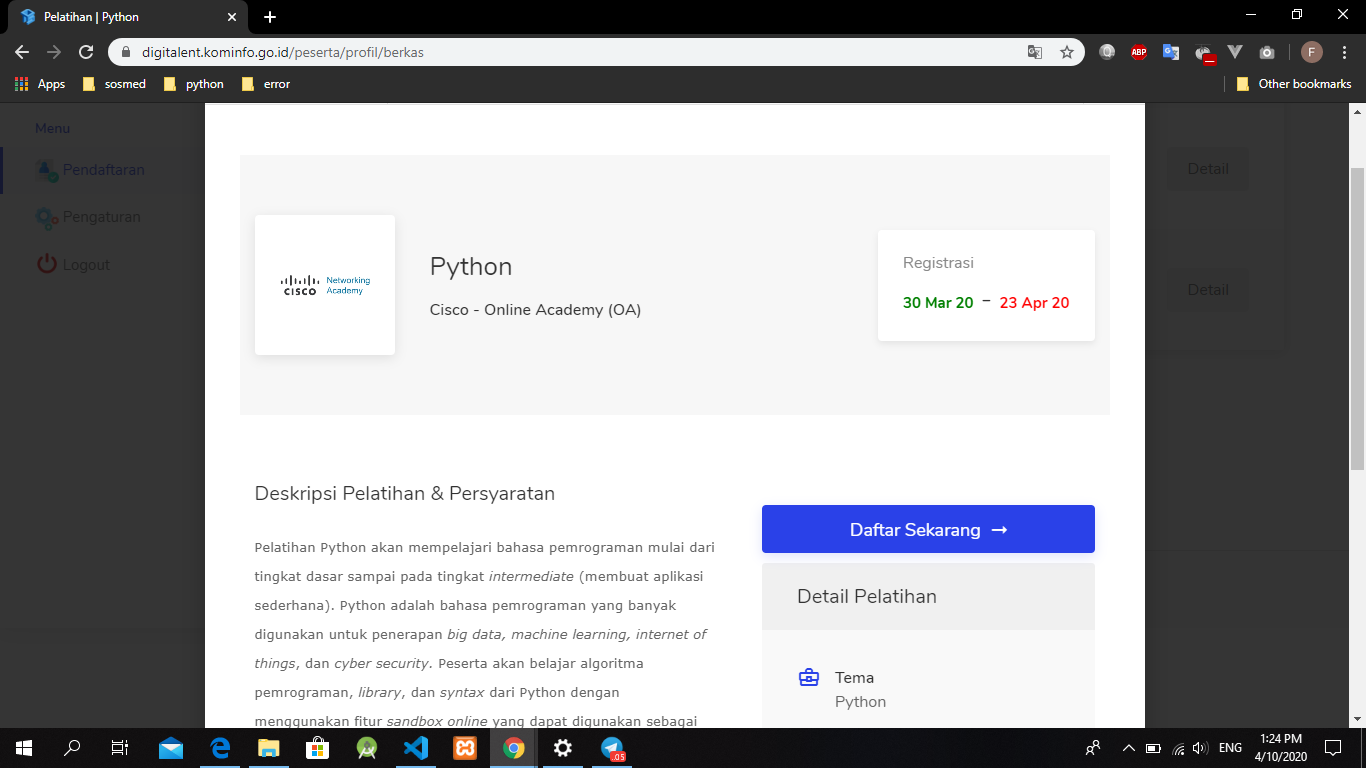 Pelatihan | Python
digitalent.kominfo.go.id/peserta/profil/berkas
ABP
F
Apps
sosmed
python
error
Other bookmarks
Menu
Pendaftaran
Pengaturan
Logout
Detail
Detail
CISCO
Networking
Academy
Python
Cisco - Online Academy (OA)
Registrasi
30 Mar 20 – 23 Apr 20
Deskripsi Pelatihan & Persyaratan
Pelatihan Python akan mempelajari bahasa pemrograman mulai dari
tingkat dasar sampai pada tingkat intermediate (membuat aplikasi
sederhana). Python adalah bahasa pemrograman yang banyak
digunakan untuk penerapan big data, machine learning, internet of
things, dan cyber security. Peserta akan belajar algoritma
pemrograman, library, dan syntax dari Python dengan
menggunakan fitur sandbox online yang dapat digunakan sebagai
Daftar Sekarang →
Detail Pelatihan
Tema
Python
.05
ENG
1:24 PM
4/10/2020